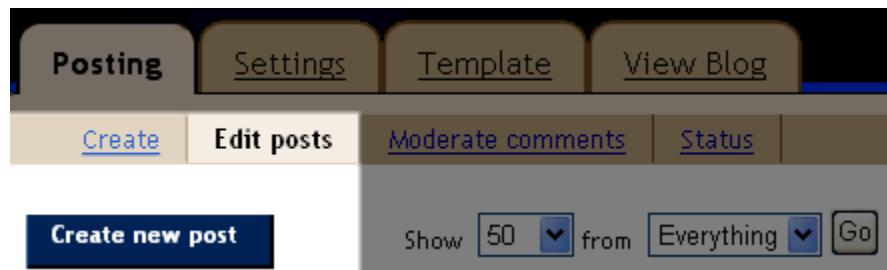 Posting Settings Template View Blog
Create Edit posts Moderate comments Status
Create new post Show 50 from Everything Go